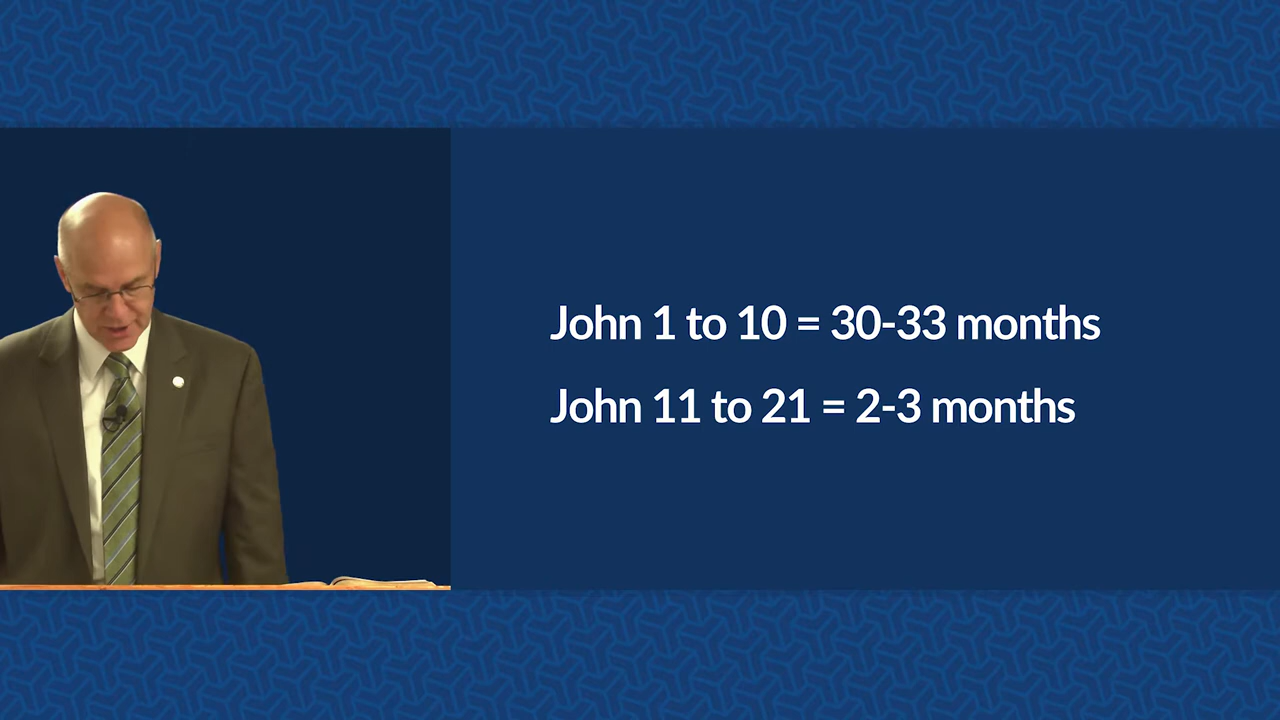 John 1 to 10 = 30-33 months
John 11 to 21 = 2-3 months